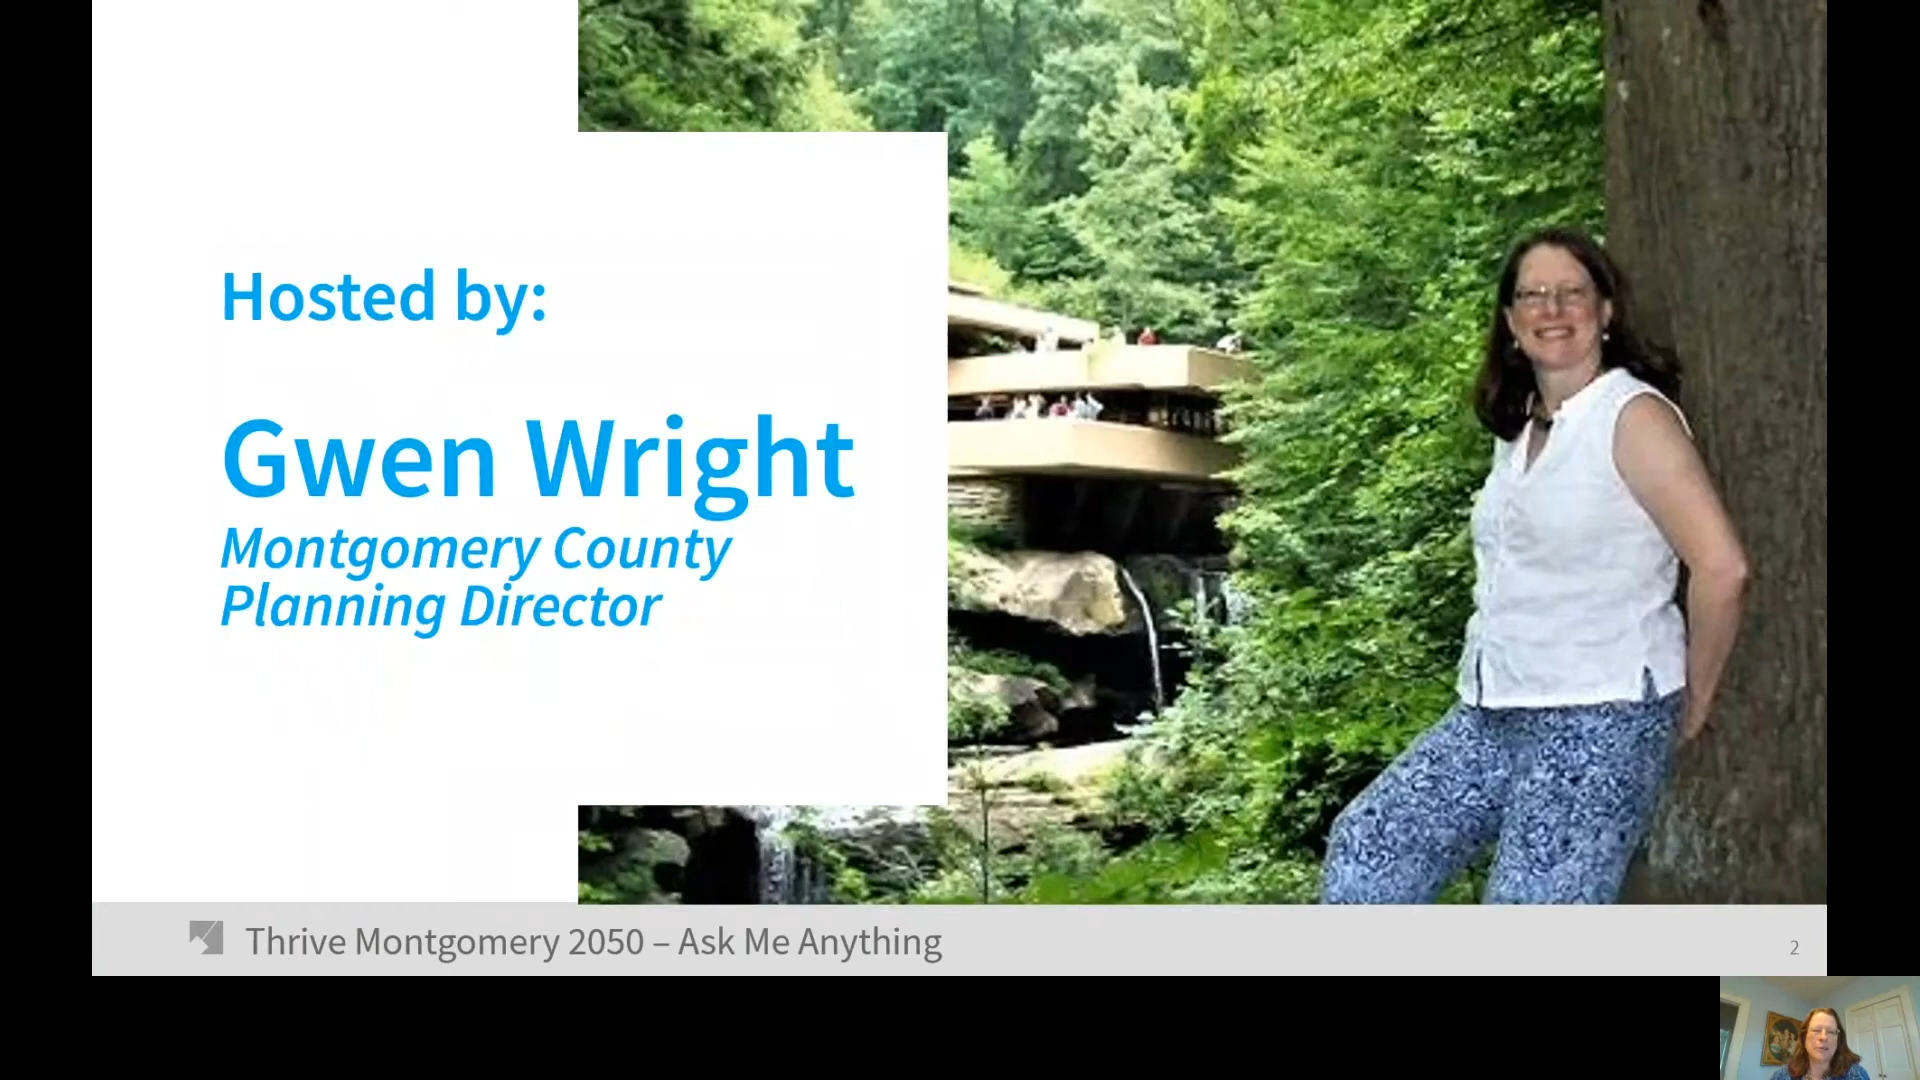 Hosted by:
Gwen Wright
Montgomery County
Planning Director
Thrive Montgomery 2050 – Ask Me Anything
2